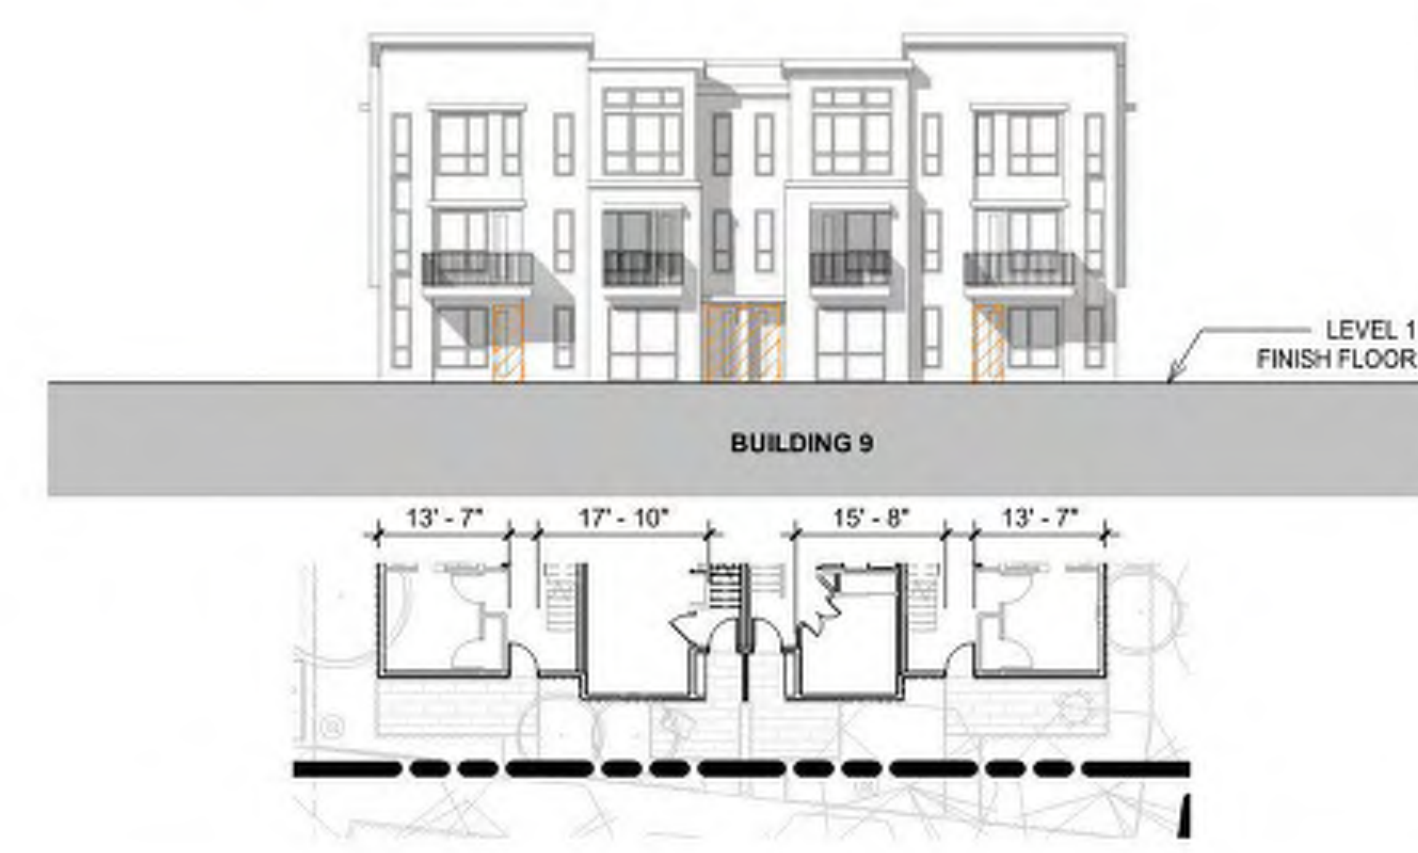 LEVEL 1
FINISH FLOOR
BUILDING 9
13' - 7" 17' - 10" 15' - 8" 13' - 7"